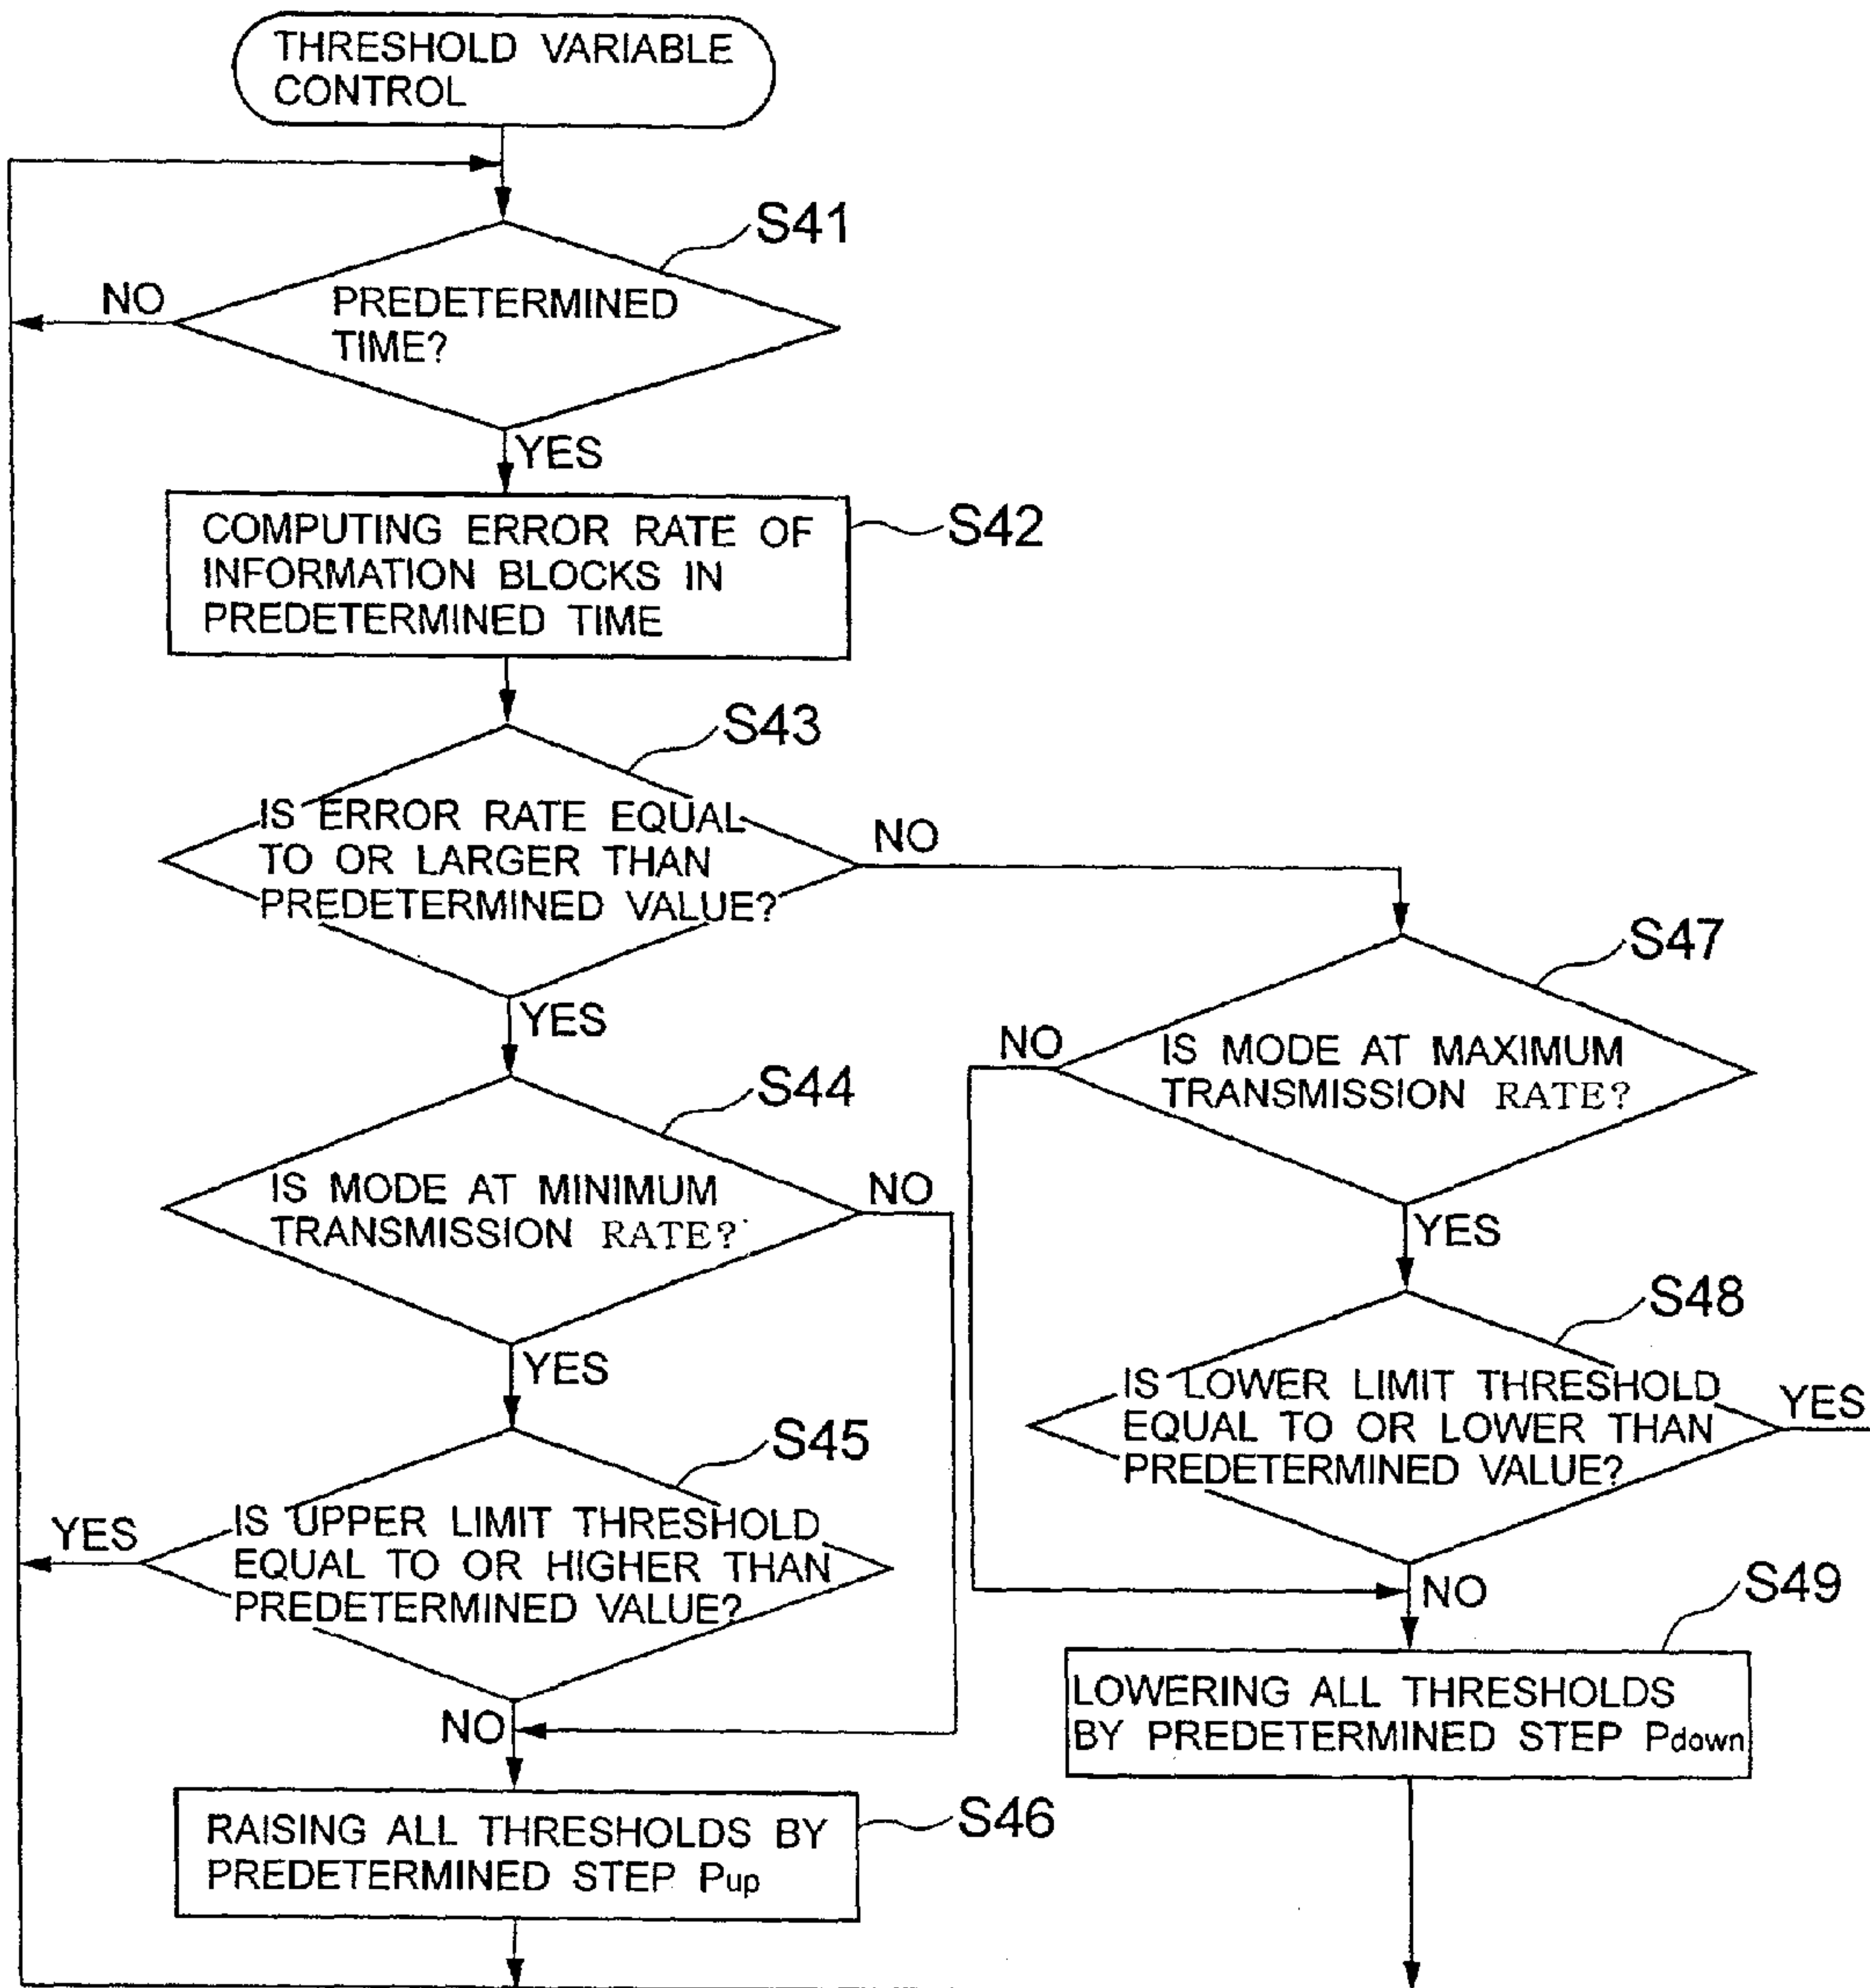 THRESHOLD VARIABLE
CONTROL
S41
NO
PREDETERMINED
TIME?
YES
S42
COMPUTING ERROR RATE OF
INFORMATION BLOCKS IN
PREDETERMINED TIME
S43
IS ERROR RATE EQUAL
TO OR LARGER THAN
PREDETERMINED VALUE?
NO
YES
S44
IS MODE AT MINIMUM
TRANSMISSION RATE?
NO
YES
S45
YES
IS UPPER LIMIT THRESHOLD
EQUAL TO OR HIGHER THAN
PREDETERMINED VALUE?
NO
S46
RAISING ALL THRESHOLDS BY
PREDETERMINED STEP Pup
S47
NO
IS MODE AT MAXIMUM
TRANSMISSION RATE?
YES
S48
IS LOWER LIMIT THRESHOLD
EQUAL TO OR LOWER THAN
PREDETERMINED VALUE?
YES
NO
S49
LOWERING ALL THRESHOLDS
BY PREDETERMINED STEP Pdown